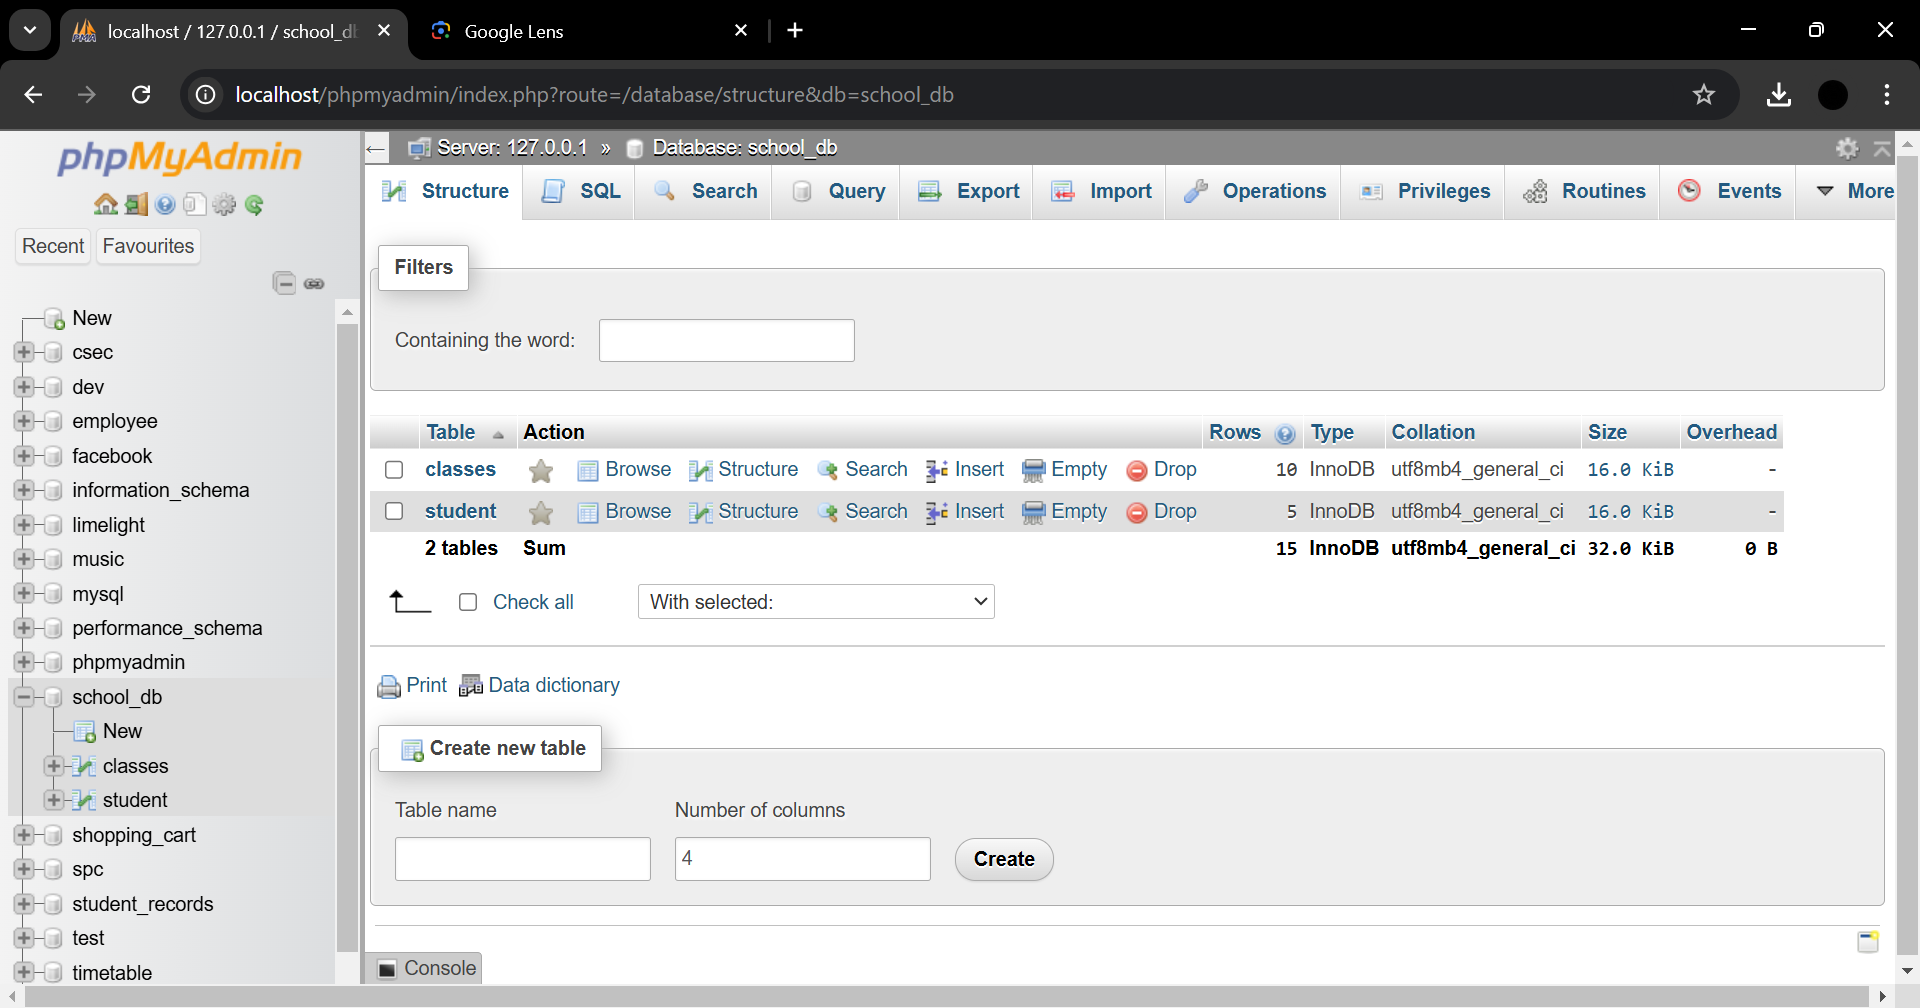 localhost / 127.0.0.1 / school_d
Google Lens
localhost/phpmyadmin/index.php?route=/database/structure&db=school_db
phpMyAdmin
Recent Favourites
New
csec
dev
employee
facebook
information_schema
limelight
music
mysql
performance_schema
phpmyadmin
school_db
New
classes
student
shopping_cart
spc
student_records
test
timetable
Server: 127.0.0.1 » Database: school_db
Structure SQL Search Query Export Import Operations Privileges Routines Events More
Filters
Containing the word:
Table Action Rows Type Collation Size Overhead
classes Browse Structure Search Insert Empty Drop 10 InnoDB utf8mb4_general_ci 16.0 KiB -
student Browse Structure Search Insert Empty Drop 5 InnoDB utf8mb4_general_ci 16.0 KiB -
2 tables Sum 15 InnoDB utf8mb4_general_ci 32.0 KiB 0 B
Check all With selected:
Print Data dictionary
Create new table
Table name Number of columns
4 Create
Console